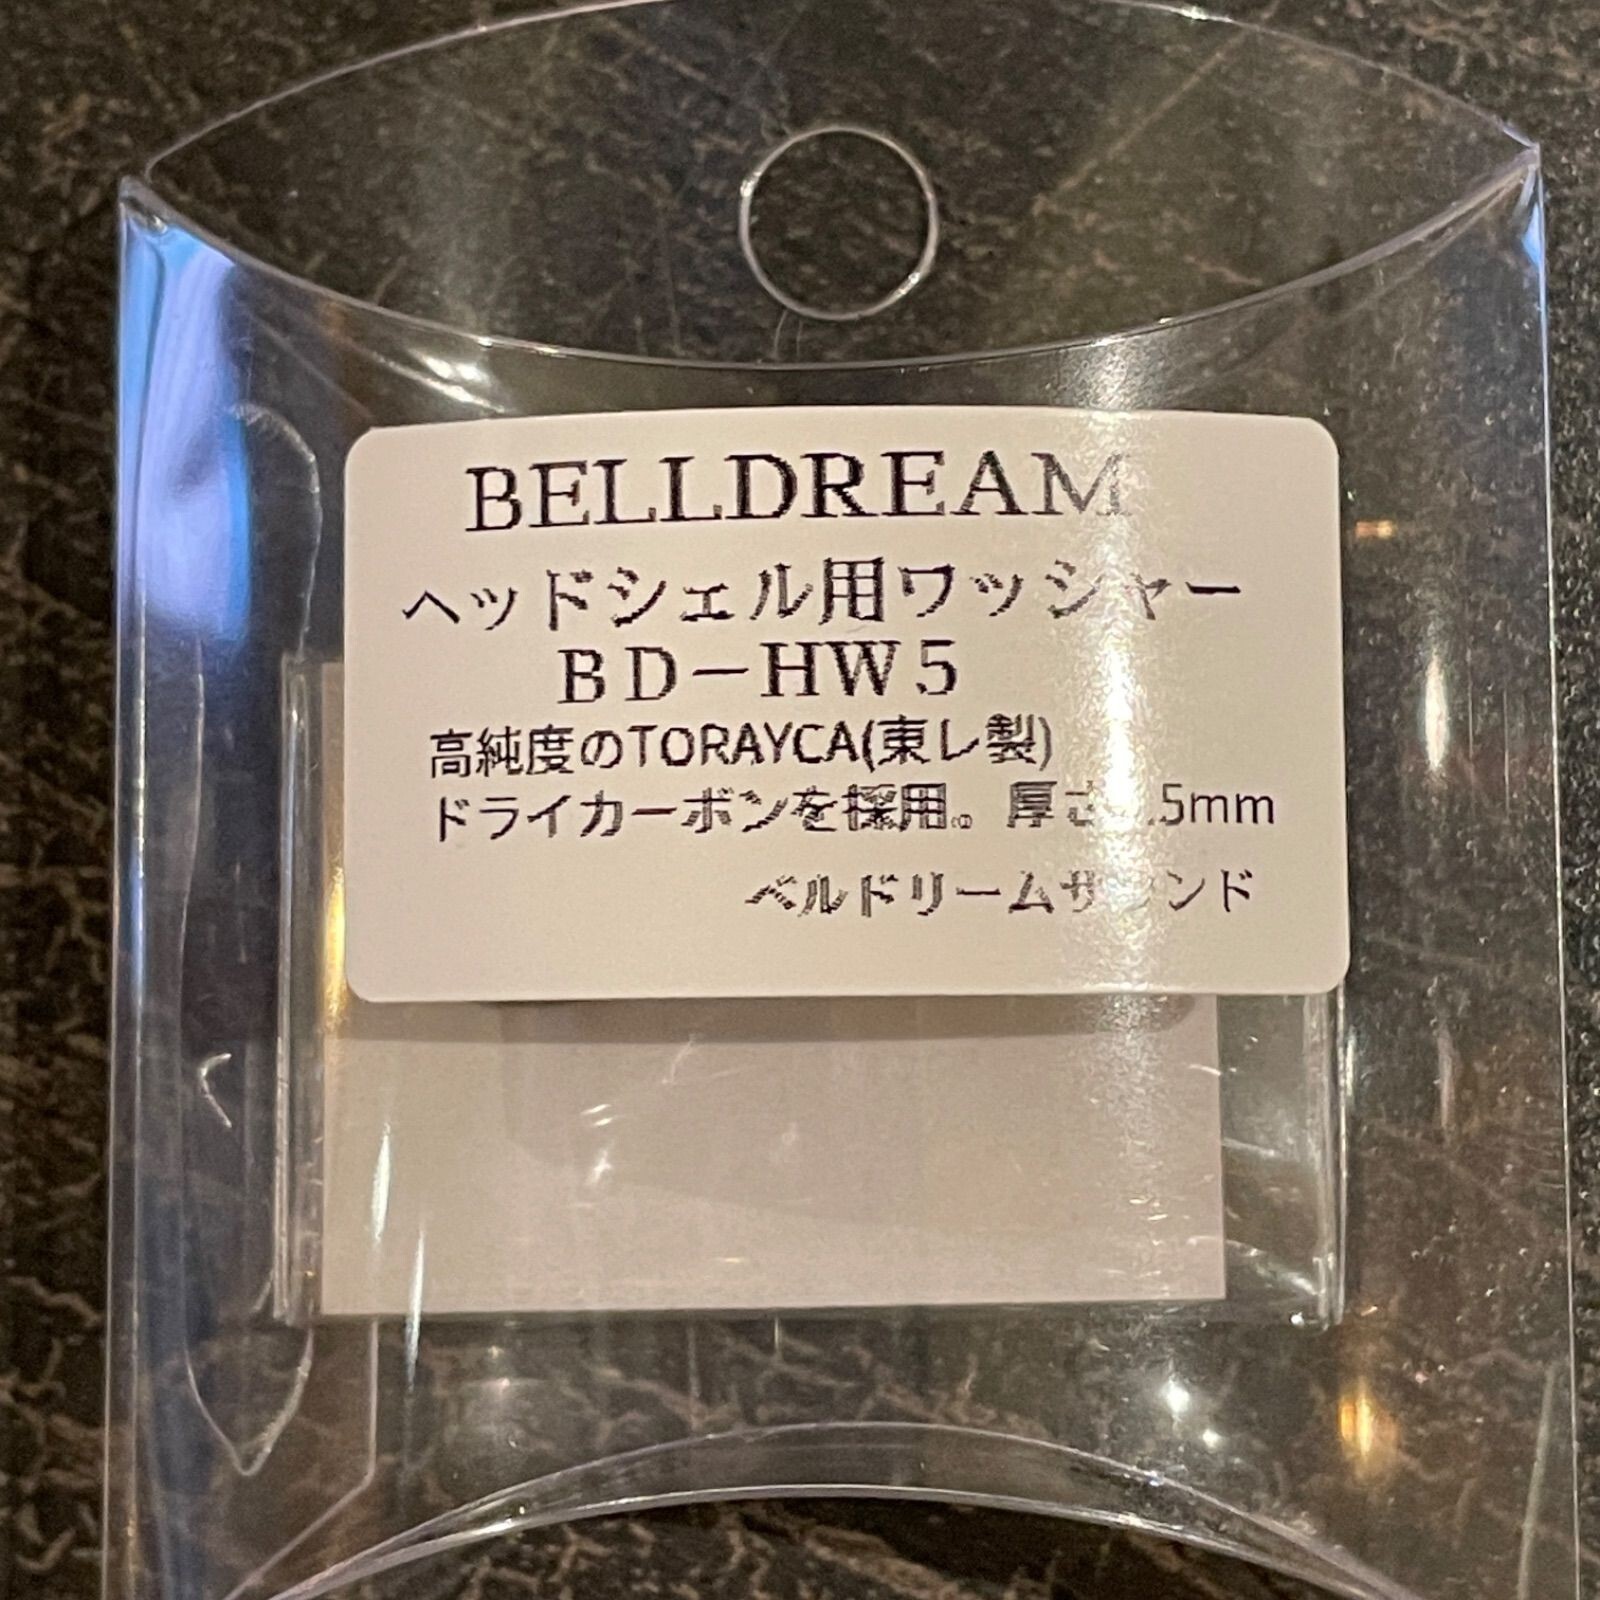 BELLDREAM
ヘッドシェル用ワッシャー
BD-HW5
高純度のTORAYCA(東レ製)
ドライカーボンを採用。厚さ
ベルドリームサウンド